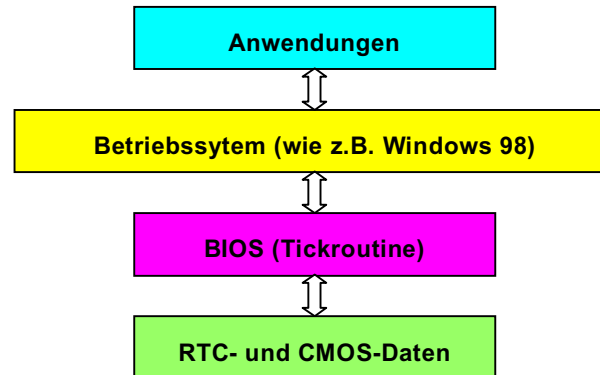 Anwendungen
Betriebssytem (wie z.B. Windows 98)
BIOS (Tickroutine)
RTC- und CMOS-Daten